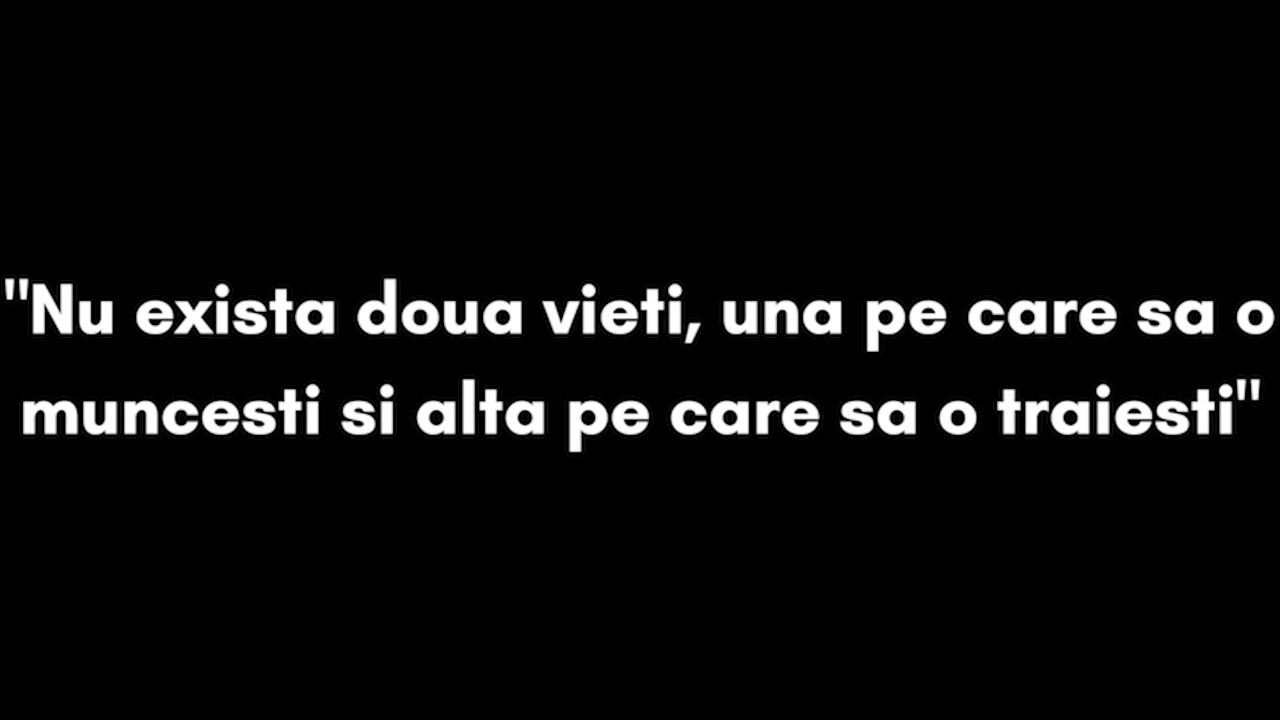 "Nu exista doua vieti, una pe care sa o
muncesti si alta pe care sa o traiesti"